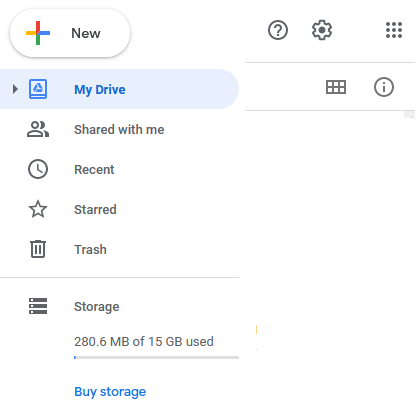 New
My Drive
Shared with me
Recent
Starred
Trash
Storage
280.6 MB of 15 GB used
Buy storage